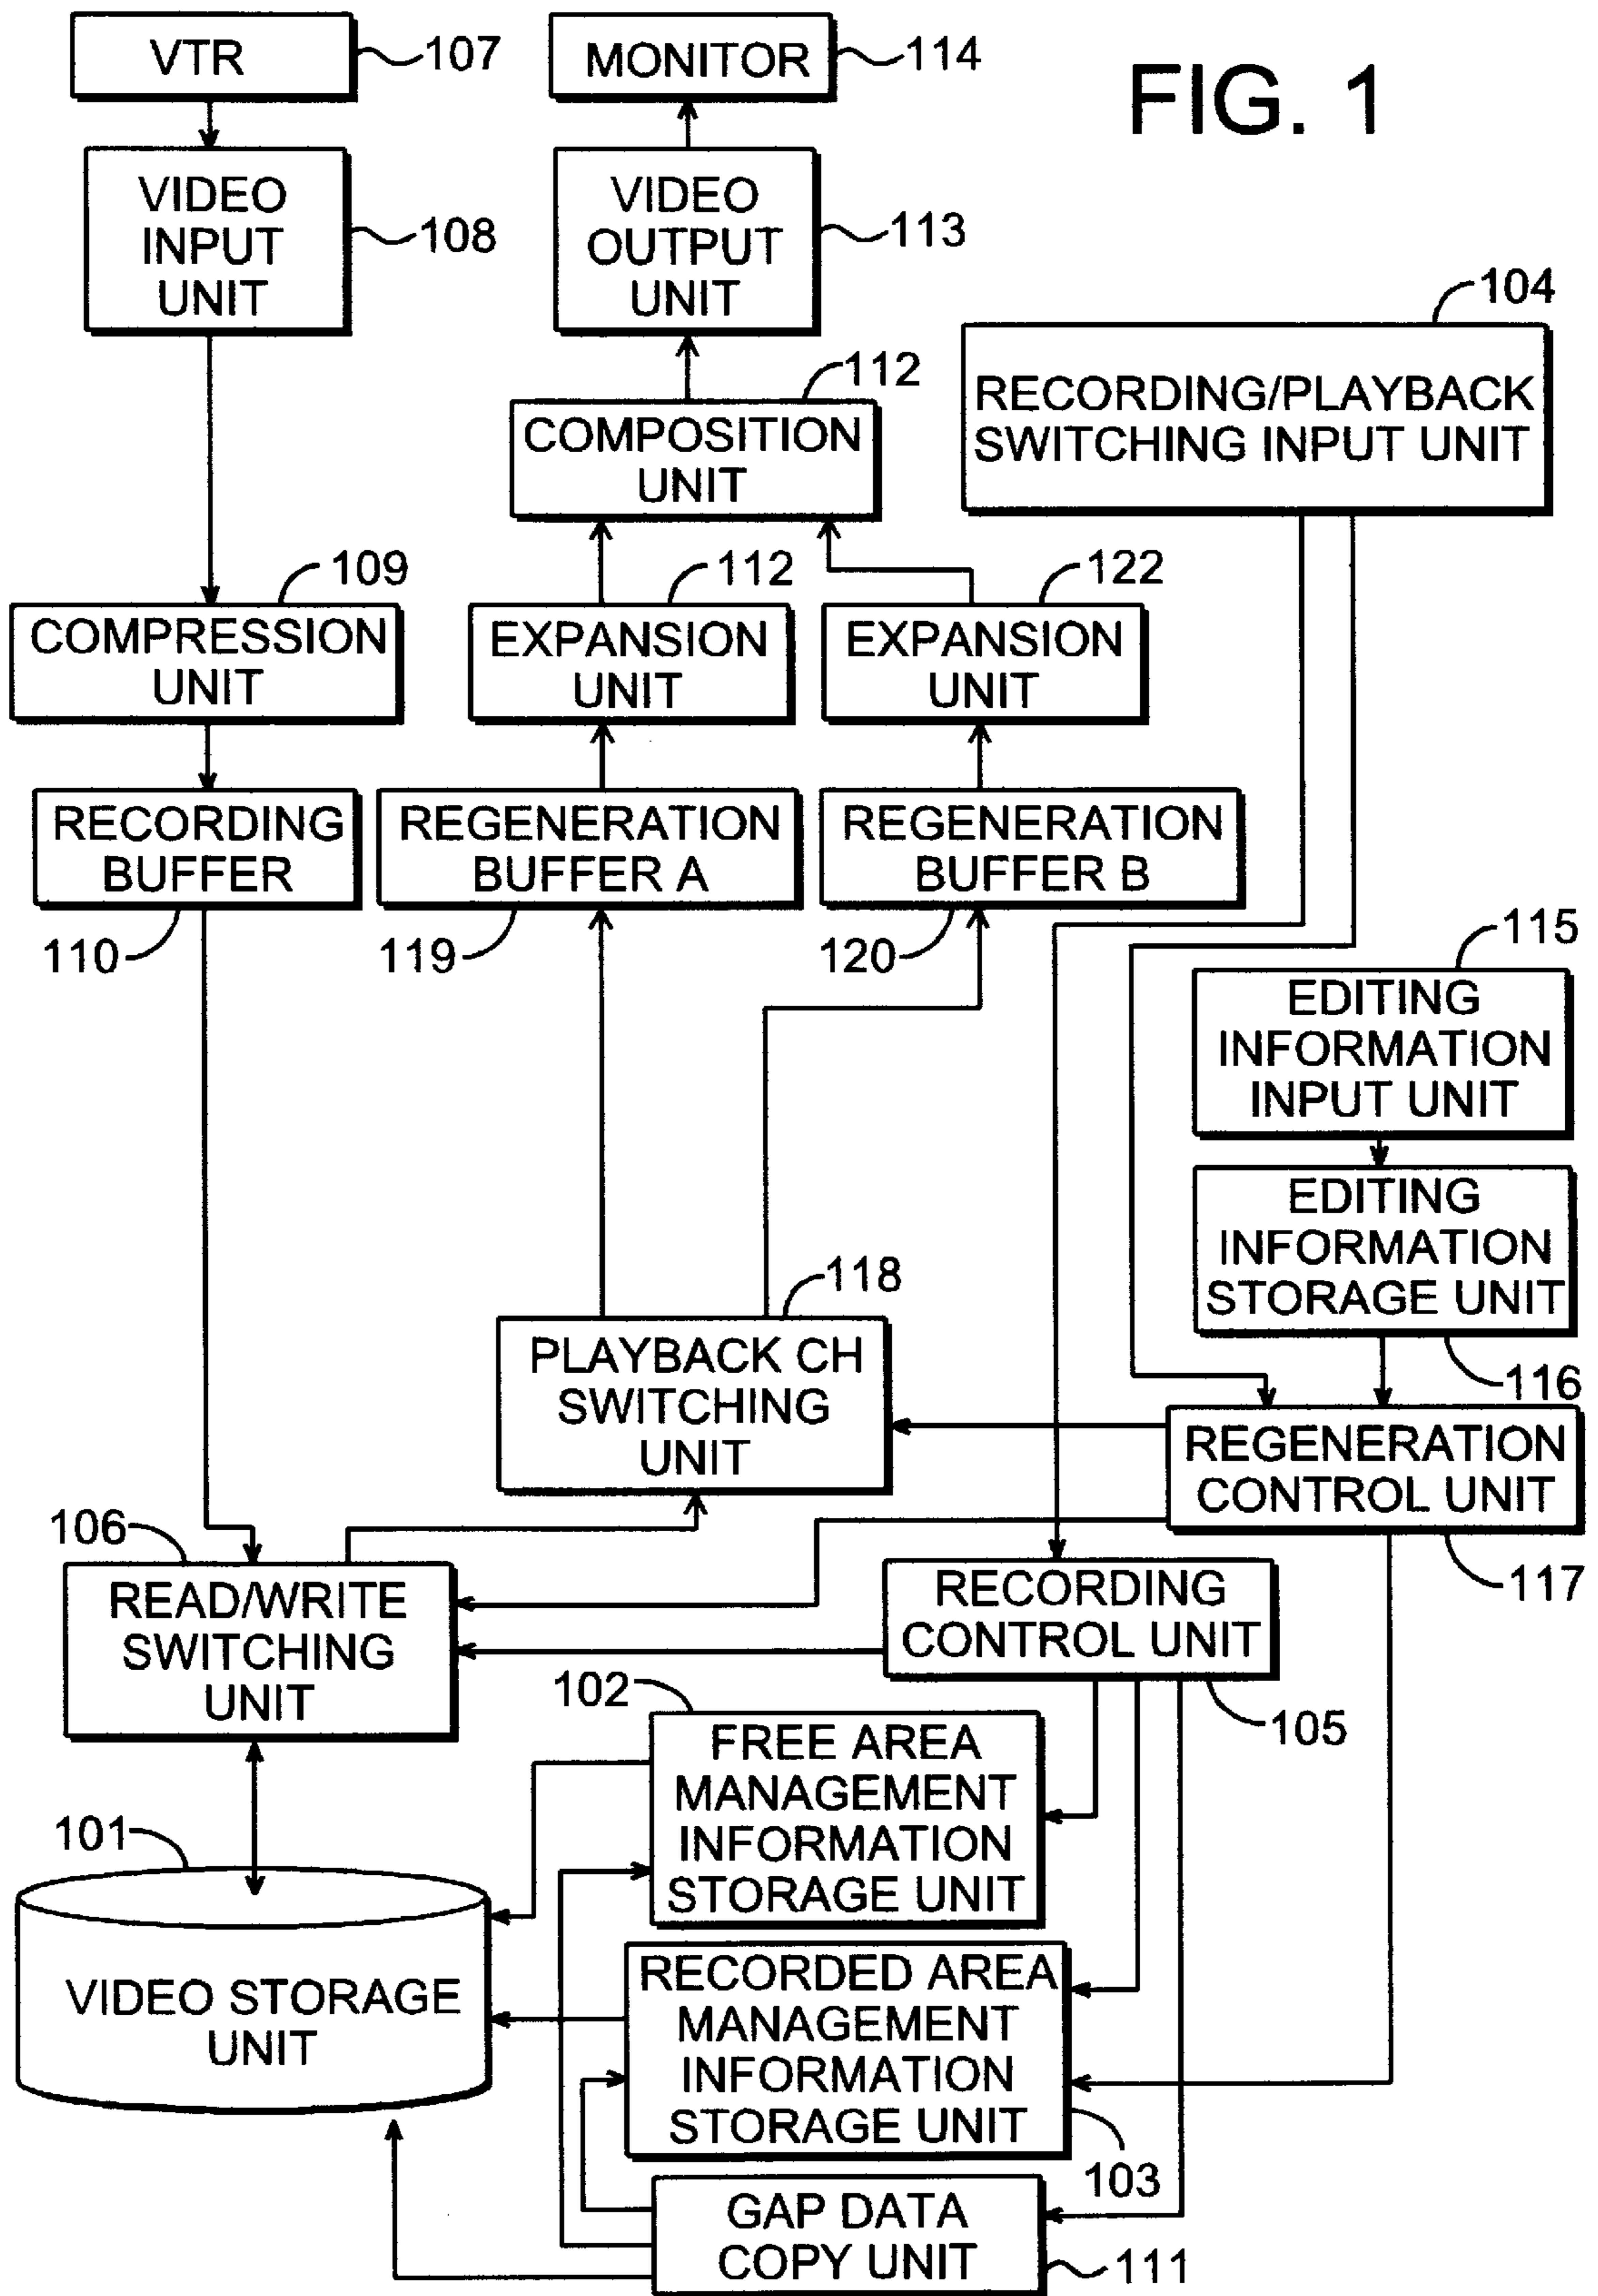 VTR
107
MONITOR
114
FIG. 1
VIDEO
INPUT
UNIT
108
VIDEO
OUTPUT
UNIT
113
104
RECORDING/PLAYBACK
SWITCHING INPUT UNIT
112
COMPOSITION
UNIT
109
COMPRESSION
UNIT
112
EXPANSION
UNIT
122
EXPANSION
UNIT
RECORDING
BUFFER
110
REGENERATION
BUFFER A
119
REGENERATION
BUFFER B
120
115
EDITING
INFORMATION
INPUT UNIT
EDITING
INFORMATION
STORAGE UNIT
116
118
PLAYBACK CH
SWITCHING
UNIT
REGENERATION
CONTROL UNIT
117
106
READ/WRITE
SWITCHING
UNIT
RECORDING
CONTROL UNIT
105
102
FREE AREA
MANAGEMENT
INFORMATION
STORAGE UNIT
101
VIDEO STORAGE
UNIT
RECORDED AREA
MANAGEMENT
INFORMATION
STORAGE UNIT
103
GAP DATA
COPY UNIT
111